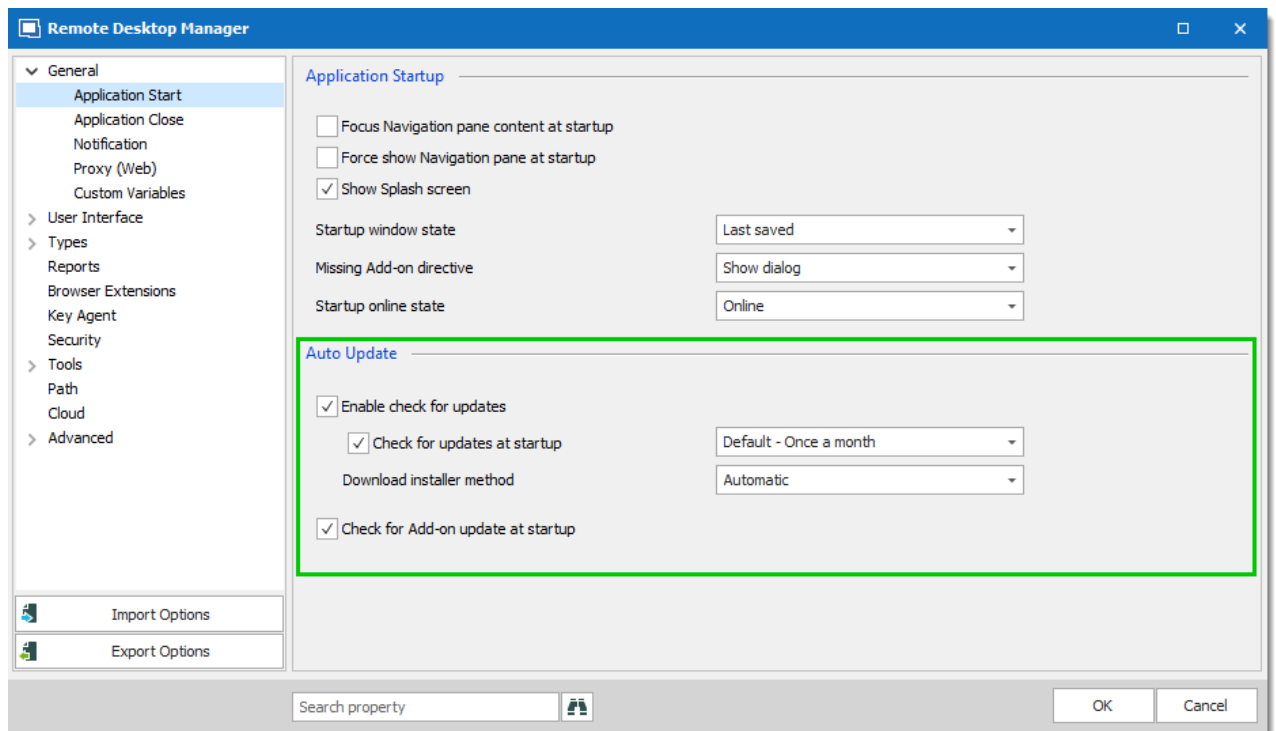 Remote Desktop Manager
General
Application Start
Application Close
Notification
Proxy (Web)
Custom Variables
User Interface
Types
Reports
Browser Extensions
Key Agent
Security
Tools
Path
Cloud
Advanced
Import Options
Export Options
Application Startup
Focus Navigation pane content at startup
Force show Navigation pane at startup
Show Splash screen
Startup window state Last saved
Missing Add-on directive Show dialog
Startup online state Online
Auto Update
Enable check for updates
Check for updates at startup Default - Once a month
Download installer method Automatic
Check for Add-on update at startup
Search property
OK Cancel